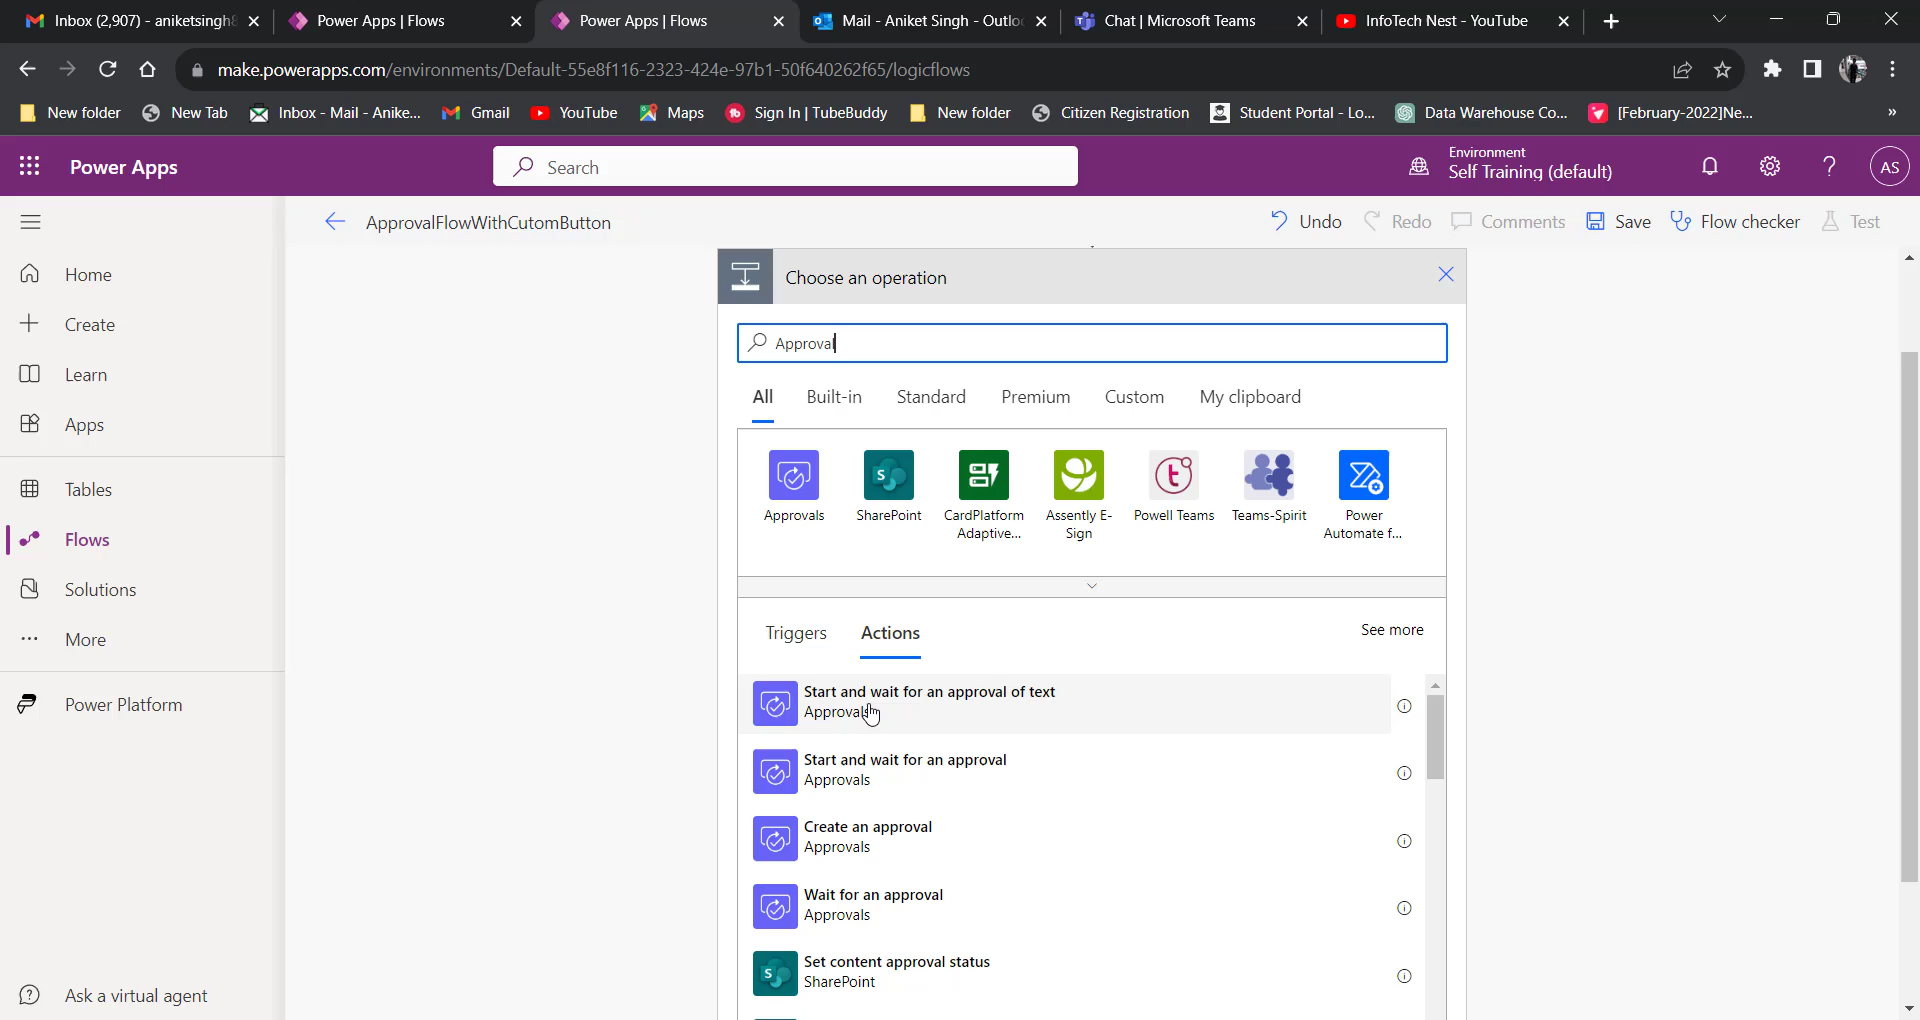 Inbox (2,907) - aniketsingh8
Power Apps | Flows
Power Apps | Flows
Mail - Aniket Singh - Outlo
Chat | Microsoft Teams
InfoTech Nest - YouTube
make.powerapps.com/environments/Default-55e8f116-2323-424e-97b1-50f640262f65/logicflows
New folder
New Tab
Inbox - Mail - Anike...
Gmail
YouTube
Maps
Sign In | TubeBuddy
New folder
Citizen Registration
Student Portal - Lo...
Data Warehouse Co...
[February-2022]Ne...
»
Power Apps
Search
Environment
Self Training (default)
?
AS
ApprovalFlowWithCutomButton
Undo
Redo
Comments
Save
Flow checker
Test
Home
Create
Learn
Apps
Tables
Flows
Solutions
More
Power Platform
Ask a virtual agent
Choose an operation
Approval
All
Built-in
Standard
Premium
Custom
My clipboard
Approvals
SharePoint
CardPlatform
Adaptive...
Assently E-
Sign
Powell Teams
Teams-Spirit
Power
Automate f...
Triggers
Actions
See more
Start and wait for an approval of text
Approvals
Start and wait for an approval
Approvals
Create an approval
Approvals
Wait for an approval
Approvals
Set content approval status
SharePoint